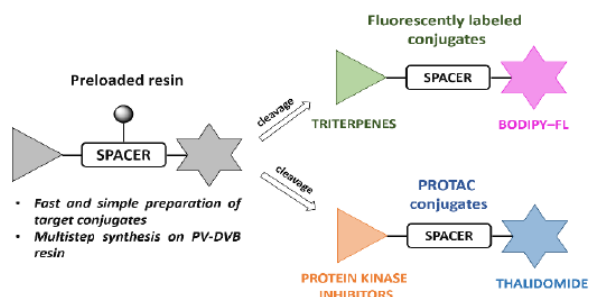 Fluorescently labeled
conjugates
Preloaded resin
SPACER
cleavage
TRITERPENES
BODIPY–FL
SPACER
• Fast and simple preparation of
target conjugates
• Multistep synthesis on PV-DVB
resin
cleavage
PROTAC
conjugates
SPACER
PROTEIN KINASE
INHIBITORS
THALIDOMIDE